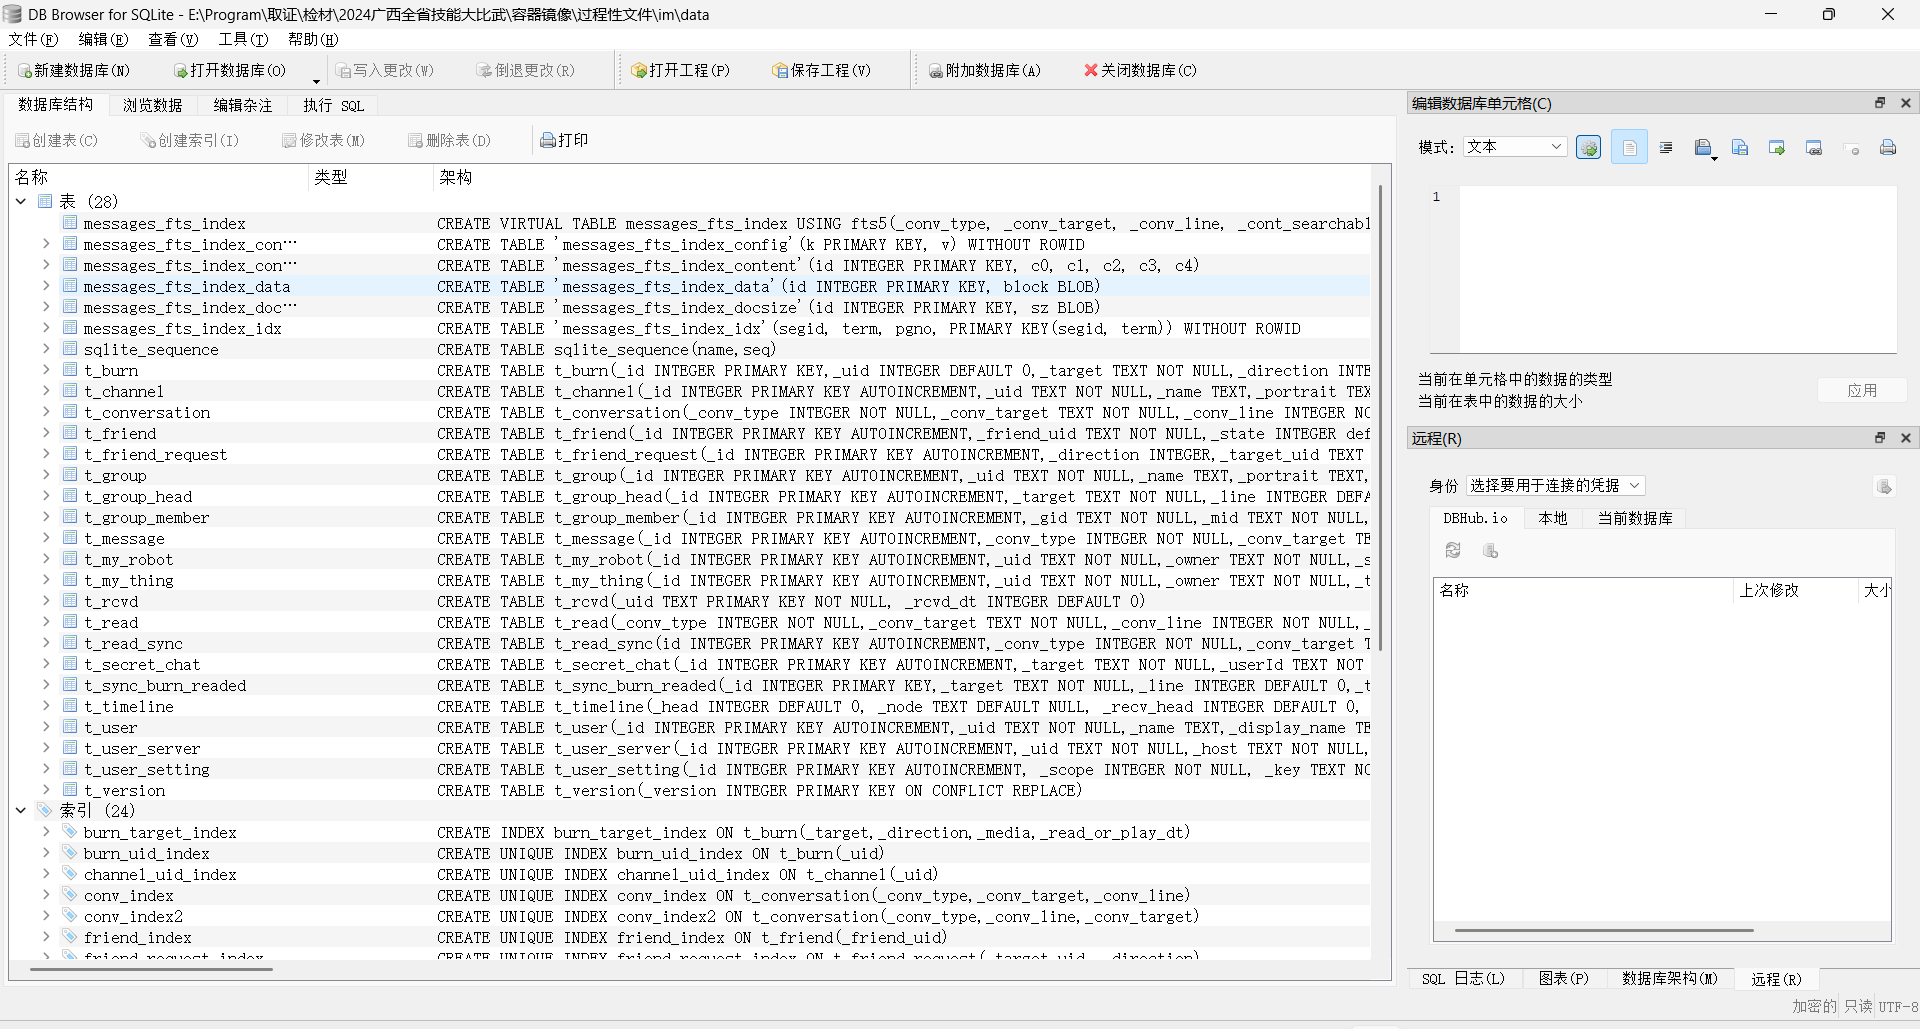 DB Browser for SQLite - E:\Program\取证\检材\2024广西全省技能大比武\容器镜像\过程性文件\im\data
文件(F) 编辑(E) 查看(V) 工具(T) 帮助(H)
新建数据库(N) 打开数据库(O) 写入更改(W) 倒退更改(R) 打开工程(P) 保存工程(V) 附加数据库(A) 关闭数据库(C)
数据库结构 浏览数据 编辑杂注 执行 SQL
创建表(C) 创建索引(I) 修改表(M) 删除表(D) 打印
名称 类型 架构
表 (28)
messages_fts_index CREATE VIRTUAL TABLE messages_fts_index USING fts5(_conv_type, _conv_target, _conv_line, _cont_searchabl
messages_fts_index_con… CREATE TABLE 'messages_fts_index_config'(k PRIMARY KEY, v) WITHOUT ROWID
messages_fts_index_con… CREATE TABLE 'messages_fts_index_content'(id INTEGER PRIMARY KEY, c0, c1, c2, c3, c4)
messages_fts_index_data CREATE TABLE 'messages_fts_index_data'(id INTEGER PRIMARY KEY, block BLOB)
messages_fts_index_doc… CREATE TABLE 'messages_fts_index_docsize'(id INTEGER PRIMARY KEY, sz BLOB)
messages_fts_index_idx CREATE TABLE 'messages_fts_index_idx'(segid, term, pgno, PRIMARY KEY(segid, term)) WITHOUT ROWID
sqlite_sequence CREATE TABLE sqlite_sequence(name,seq)
t_burn CREATE TABLE t_burn(_id INTEGER PRIMARY KEY,_uid INTEGER DEFAULT 0,_target TEXT NOT NULL,_direction INTE
t_channel CREATE TABLE t_channel(_id INTEGER PRIMARY KEY AUTOINCREMENT,_uid TEXT NOT NULL,_name TEXT,_portrait TEX
t_conversation CREATE TABLE t_conversation(_conv_type INTEGER NOT NULL,_conv_target TEXT NOT NULL,_conv_line INTEGER NO
t_friend CREATE TABLE t_friend(_id INTEGER PRIMARY KEY AUTOINCREMENT,_friend_uid TEXT NOT NULL,_state INTEGER def
t_friend_request CREATE TABLE t_friend_request(_id INTEGER PRIMARY KEY AUTOINCREMENT,_direction INTEGER,_target_uid TEXT
t_group CREATE TABLE t_group(_id INTEGER PRIMARY KEY AUTOINCREMENT,_uid TEXT NOT NULL,_name TEXT,_portrait TEXT,
t_group_head CREATE TABLE t_group_head(_id INTEGER PRIMARY KEY AUTOINCREMENT,_target TEXT NOT NULL,_line INTEGER DEFA
t_group_member CREATE TABLE t_group_member(_id INTEGER PRIMARY KEY AUTOINCREMENT,_gid TEXT NOT NULL,_mid TEXT NOT NULL,
t_message CREATE TABLE t_message(_id INTEGER PRIMARY KEY AUTOINCREMENT,_conv_type INTEGER NOT NULL,_conv_target TE
t_my_robot CREATE TABLE t_my_robot(_id INTEGER PRIMARY KEY AUTOINCREMENT,_uid TEXT NOT NULL,_owner TEXT NOT NULL,_s
t_my_thing CREATE TABLE t_my_thing(_id INTEGER PRIMARY KEY AUTOINCREMENT,_uid TEXT NOT NULL,_owner TEXT NOT NULL,_t
t_rcvd CREATE TABLE t_rcvd(_uid TEXT PRIMARY KEY NOT NULL, _rcvd_dt INTEGER DEFAULT 0)
t_read CREATE TABLE t_read(_conv_type INTEGER NOT NULL,_conv_target TEXT NOT NULL,_conv_line INTEGER NOT NULL,_
t_read_sync CREATE TABLE t_read_sync(id INTEGER PRIMARY KEY AUTOINCREMENT,_conv_type INTEGER NOT NULL,_conv_target T
t_secret_chat CREATE TABLE t_secret_chat(_id INTEGER PRIMARY KEY AUTOINCREMENT,_target TEXT NOT NULL,_userId TEXT NOT
t_sync_burn_readed CREATE TABLE t_sync_burn_readed(_id INTEGER PRIMARY KEY,_target TEXT NOT NULL,_line INTEGER DEFAULT 0,_t
t_timeline CREATE TABLE t_timeline(_head INTEGER DEFAULT 0, _node TEXT DEFAULT NULL, _recv_head INTEGER DEFAULT 0,
t_user CREATE TABLE t_user(_id INTEGER PRIMARY KEY AUTOINCREMENT,_uid TEXT NOT NULL,_name TEXT,_display_name TE
t_user_server CREATE TABLE t_user_server(_id INTEGER PRIMARY KEY AUTOINCREMENT,_uid TEXT NOT NULL,_host TEXT NOT NULL,
t_user_setting CREATE TABLE t_user_setting(_id INTEGER PRIMARY KEY AUTOINCREMENT, _scope INTEGER NOT NULL, _key TEXT NO
t_version CREATE TABLE t_version(_version INTEGER PRIMARY KEY ON CONFLICT REPLACE)
索引 (24)
burn_target_index CREATE INDEX burn_target_index ON t_burn(_target,_direction,_media,_read_or_play_dt)
burn_uid_index CREATE UNIQUE INDEX burn_uid_index ON t_burn(_uid)
channel_uid_index CREATE UNIQUE INDEX channel_uid_index ON t_channel(_uid)
conv_index CREATE UNIQUE INDEX conv_index ON t_conversation(_conv_type,_conv_target,_conv_line)
conv_index2 CREATE UNIQUE INDEX conv_index2 ON t_conversation(_conv_type,_conv_line,_conv_target)
friend_index CREATE UNIQUE INDEX friend_index ON t_friend(_friend_uid)
friend_request_index CREATE UNIQUE INDEX friend_request_index ON t_friend_request(_target_uid,_direction)
编辑数据库单元格(C)
模式: 文本
1
当前在单元格中的数据的类型
当前在表中的数据的大小
应用
远程(R)
身份 选择要用于连接的凭据
DBHub.io 本地 当前数据库
名称 上次修改 大小
SQL 日志(L) 图表(P) 数据库架构(M) 远程(R)
加密的 只读 UTF-8